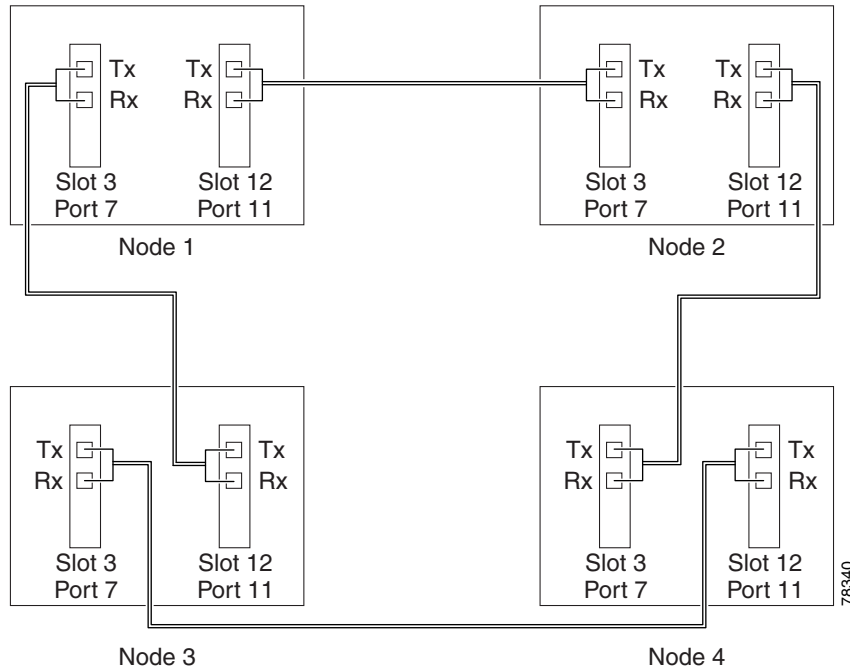 Tx
Rx
Slot 3
Port 7
Tx
Rx
Slot 12
Port 11
Node 1
Tx
Rx
Slot 3
Port 7
Tx
Rx
Slot 12
Port 11
Node 2
Tx
Rx
Slot 3
Port 7
Tx
Rx
Slot 12
Port 11
Node 3
Tx
Rx
Slot 3
Port 7
Tx
Rx
Slot 12
Port 11
Node 4
78340